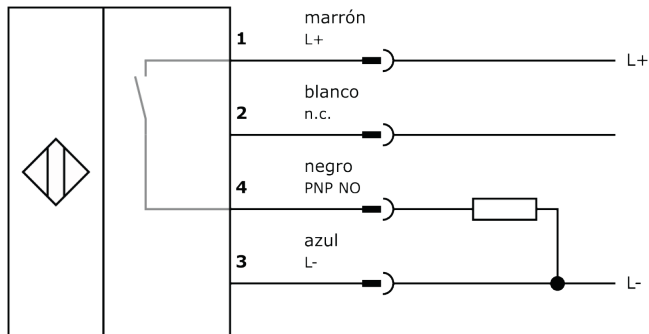 marrón
1 L+ L+
blanco
2 n.c.
negro
4 PNP NO
azul
3 L- L-